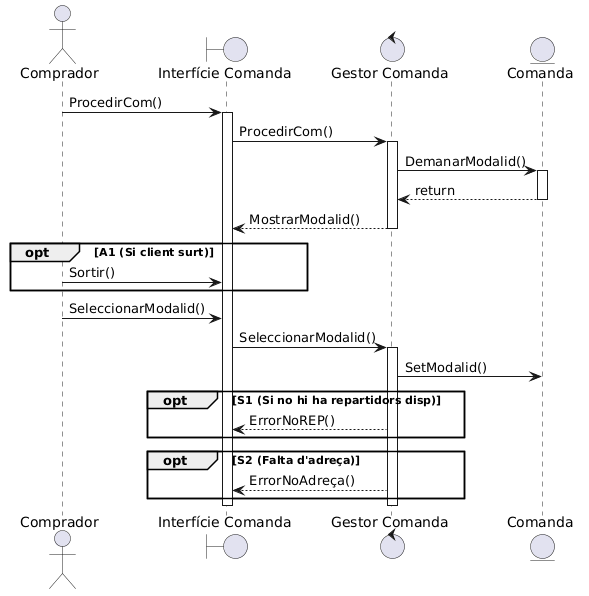 Comprador
Interfície Comanda
Gestor Comanda
Comanda
ProcedirCom()
ProcedirCom()
DemanarModalid()
return
MostrarModalid()
opt
[A1 (Si client surt)]
Sortir()
SeleccionarModalid()
SeleccionarModalid()
SetModalid()
opt
[S1 (Si no hi ha repartidors disp)]
ErrorNoREP()
opt
[S2 (Falta d'adreça)]
ErrorNoAdreça()
Comprador
Interfície Comanda
Gestor Comanda
Comanda